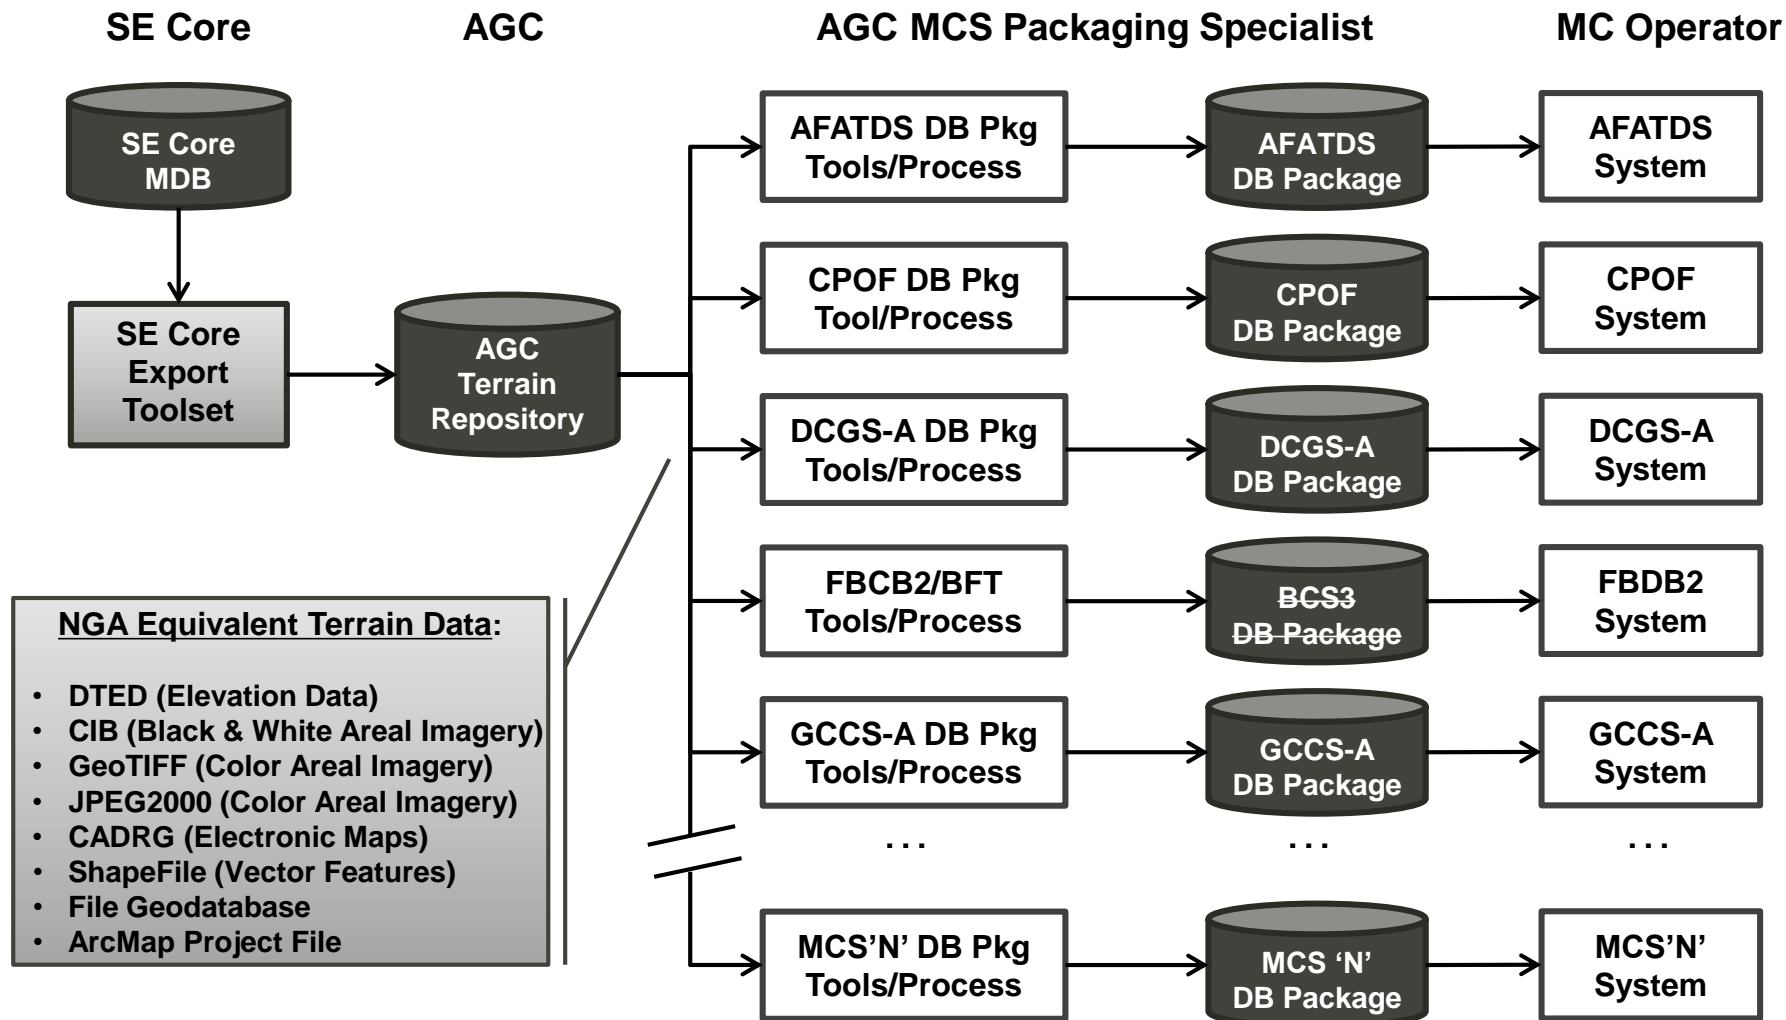 SE Core
AGC
AGC MCS Packaging Specialist
MC Operator
SE Core
MDB
SE Core
Export
Toolset
AGC
Terrain
Repository
AFATDS DB Pkg
Tools/Process
AFATDS
DB Package
AFATDS
System
CPOF DB Pkg
Tool/Process
CPOF
DB Package
CPOF
System
DCGS-A DB Pkg
Tools/Process
DCGS-A
DB Package
DCGS-A
System
FBCB2/BFT
Tools/Process
BCS3
DB Package
FBDB2
System
GCCS-A DB Pkg
Tools/Process
GCCS-A
DB Package
GCCS-A
System
...
...
...
MCS'N' DB Pkg
Tools/Process
MCS ‘N’
DB Package
MCS'N'
System
NGA Equivalent Terrain Data:
• DTED (Elevation Data)
• CIB (Black & White Areal Imagery)
• GeoTIFF (Color Areal Imagery)
• JPEG2000 (Color Areal Imagery)
• CADRG (Electronic Maps)
• ShapeFile (Vector Features)
• File Geodatabase
• ArcMap Project File